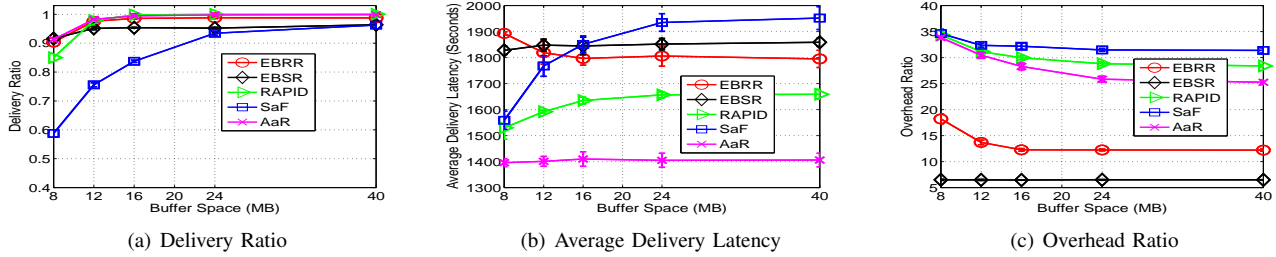 1
0.9
0.8
0.7
0.6
0.5
0.4
Delivery Ratio
EBRR
EBSR
RAPID
SaF
AaR
8 12 16 20 24 40
Buffer Space (MB)
(a) Delivery Ratio
2000
1900
1800
1700
1600
1500
1400
1300
Average Delivery Latency (Seconds)
EBRR
EBSR
RAPID
SaF
AaR
8 12 16 20 24 40
Buffer Space (MB)
(b) Average Delivery Latency
40
35
30
25
20
15
10
5
Overhead Ratio
EBRR
EBSR
RAPID
SaF
AaR
8 12 16 20 24 40
Buffer Space (MB)
(c) Overhead Ratio